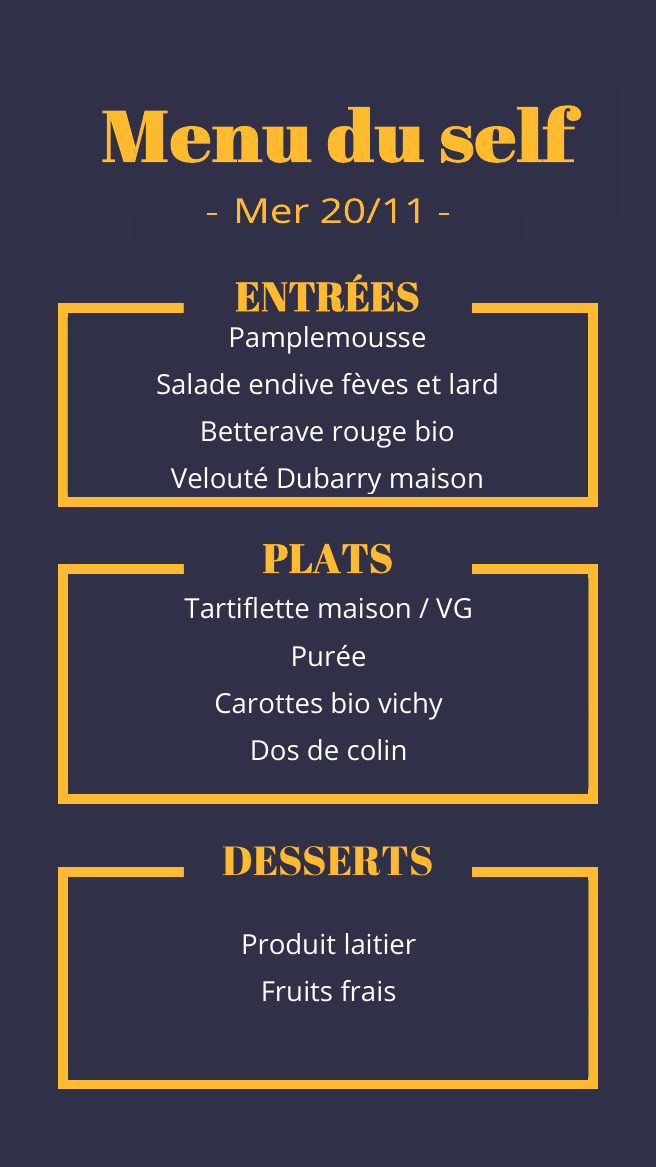 Menu du self
- Mer 20/11 -
ENTRÉES
Pamplemousse
Salade endive fèves et lard
Betterave rouge bio
Velouté Dubarry maison
PLATS
Tartiflette maison / VG
Purée
Carottes bio vichy
Dos de colin
DESSERTS
Produit laitier
Fruits frais